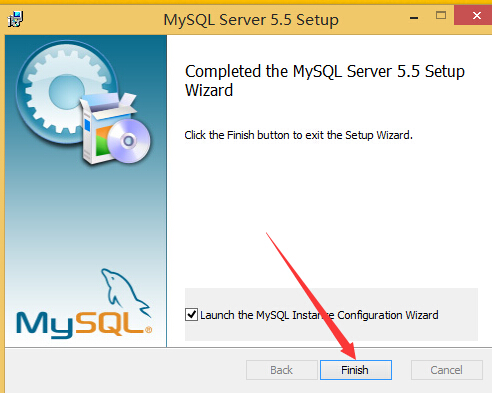 MySQL Server 5.5 Setup
Completed the MySQL Server 5.5 Setup
Wizard
Click the Finish button to exit the Setup Wizard.
MySQL®
Launch the MySQL Instance Configuration Wizard
Back
Finish
Cancel